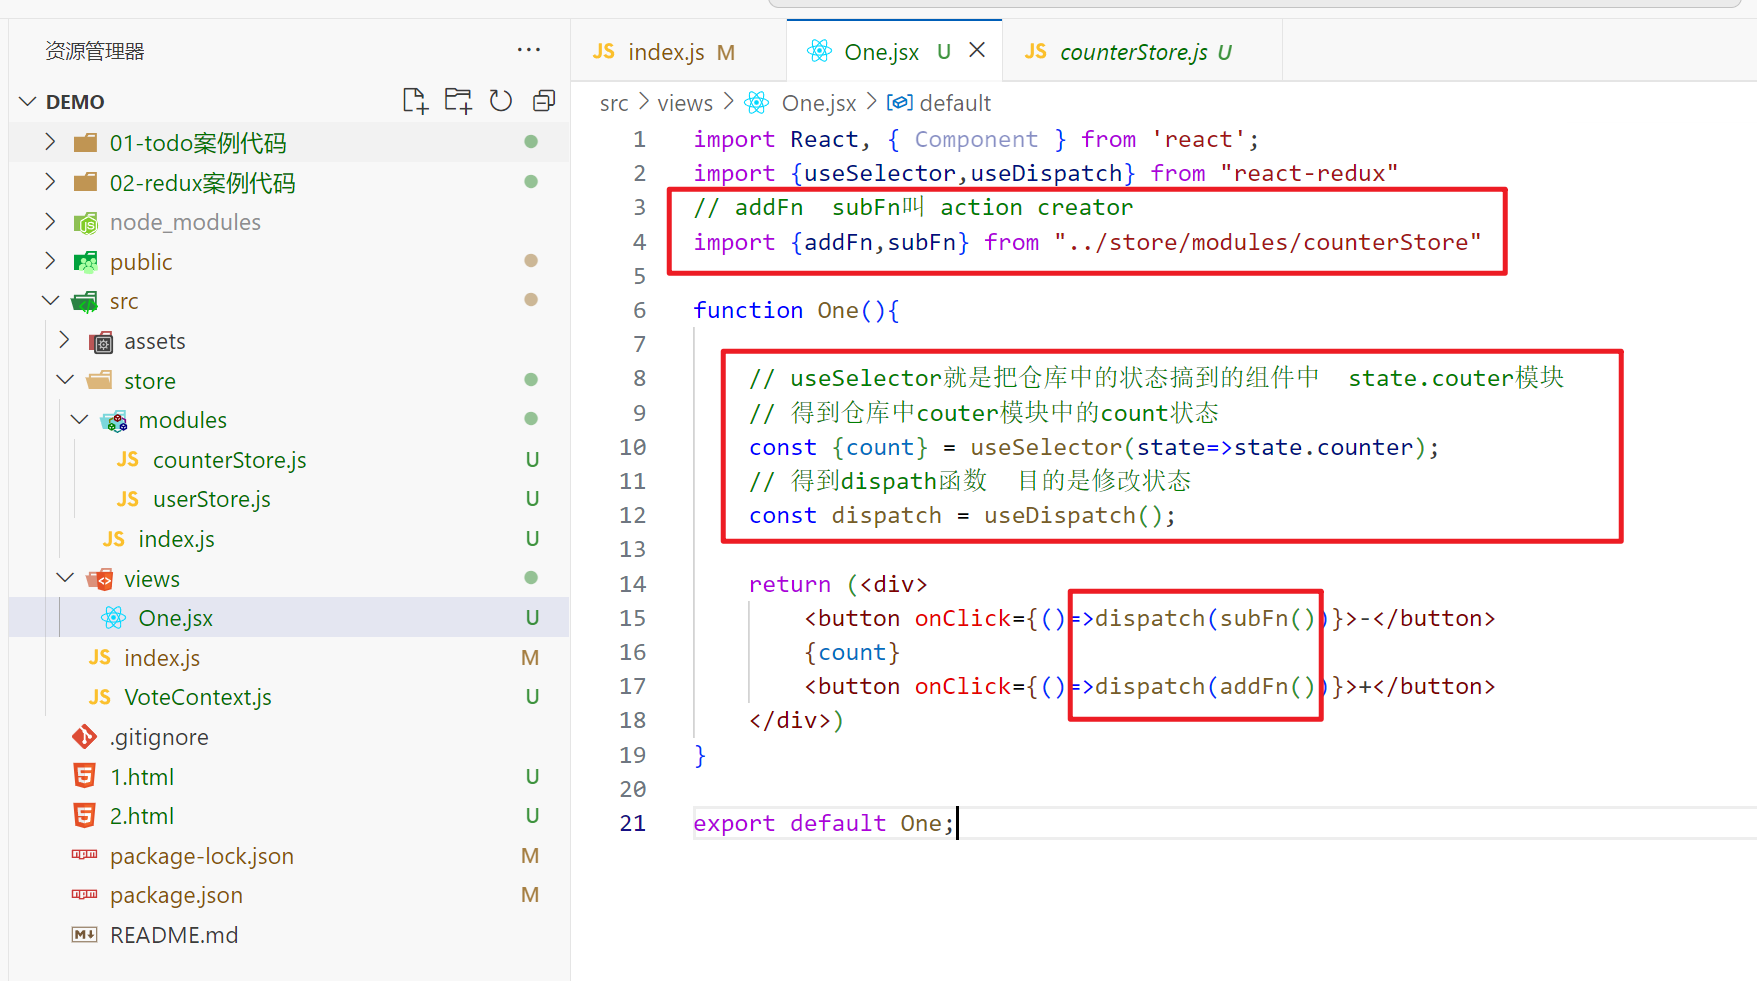 资源管理器
DEMO
01-todo案例代码
02-redux案例代码
node_modules
public
src
assets
store
modules
JS counterStore.js U
JS userStore.js U
JS index.js U
views
One.jsx U
JS index.js M
JS VoteContext.js U
.gitignore
1.html U
2.html U
package-lock.json M
package.json M
README.md
JS index.js M
One.jsx U
JS counterStore.js U
src > views > One.jsx > default
1 import React, { Component } from 'react';
2 import {useSelector,useDispatch} from "react-redux"
3 // addFn  subFn叫 action creator
4 import {addFn,subFn} from "../store/modules/counterStore"
5
6 function One(){
7
8 // useSelector就是把仓库中的状态搞到的组件中  state.couter模块
9 // 得到仓库中couter模块中的count状态
10 const {count} = useSelector(state=>state.counter);
11 // 得到dispath函数  目的是修改状态
12 const dispatch = useDispatch();
13
14 return (<div>
15 <button onClick={()=>dispatch(subFn())}>-</button>
16 {count}
17 <button onClick={()=>dispatch(addFn())}>+</button>
18 </div>)
19 }
20
21 export default One;